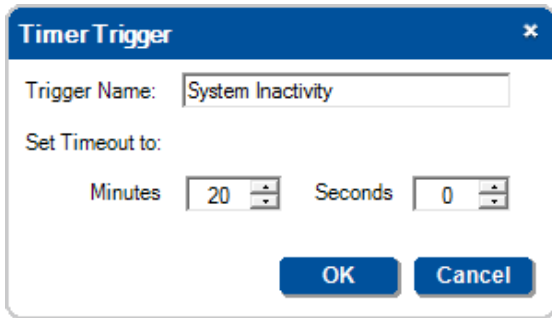 Timer Trigger
Trigger Name: System Inactivity
Set Timeout to:
Minutes 20 Seconds 0
OK Cancel